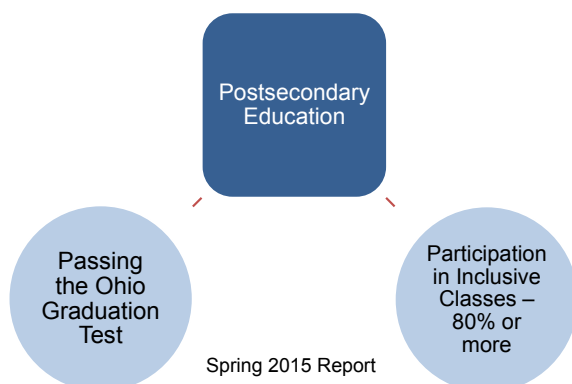 Postsecondary
Education
Passing
the Ohio
Graduation
Test
Participation
in Inclusive
Classes –
80% or
more
Spring 2015 Report